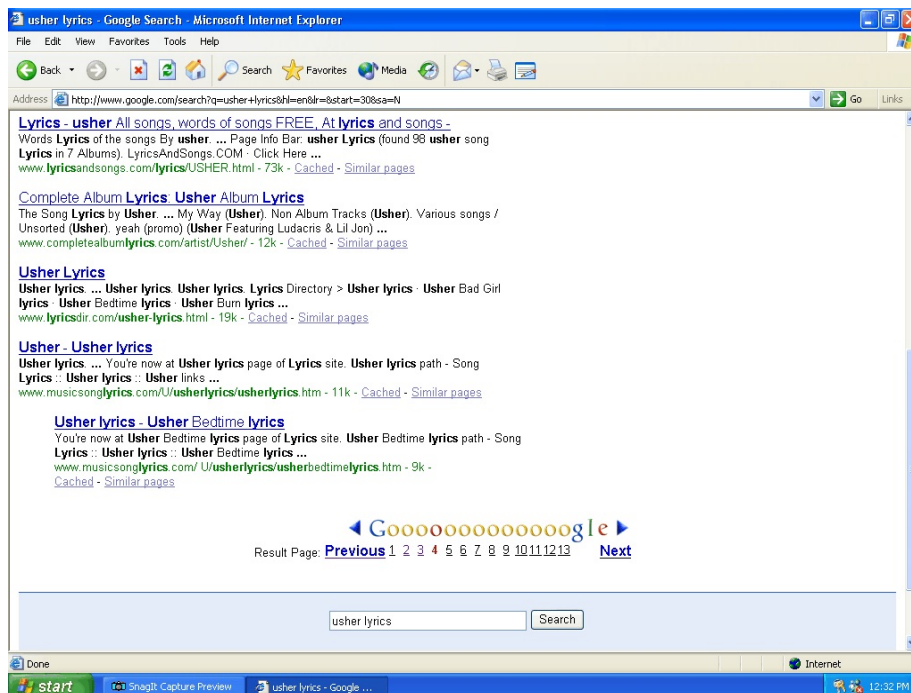 usher lyrics - Google Search - Microsoft Internet Explorer
File Edit View Favorites Tools Help
Back Search Favorites Media
Address http://www.google.com/search?q=usher+lyrics&hl=en&lr=&start=30&sa=N Go Links
Lyrics - usher All songs, words of songs FREE, At lyrics and songs -
Words Lyrics of the songs By usher. ... Page Info Bar: usher Lyrics (found 98 usher song
Lyrics in 7 Albums). LyricsAndSongs.COM · Click Here ...
www.lyricsandsongs.com/lyrics/USHER.html - 73k - Cached - Similar pages
Complete Album Lyrics: Usher Album Lyrics
The Song Lyrics by Usher. ... My Way (Usher). Non Album Tracks (Usher). Various songs /
Unsorted (Usher). yeah (promo) (Usher Featuring Ludacris & Lil Jon) ...
www.completealbumlyrics.com/artist/Usher/ - 12k - Cached - Similar pages
Usher Lyrics
Usher lyrics. ... Usher lyrics. Usher lyrics. Lyrics Directory > Usher lyrics · Usher Bad Girl
lyrics · Usher Bedtime lyrics · Usher Burn lyrics ...
www.lyricsdir.com/usher-lyrics.html - 19k - Cached - Similar pages
Usher - Usher lyrics
Usher lyrics. ... You're now at Usher lyrics page of Lyrics site. Usher lyrics path - Song
Lyrics :: Usher lyrics :: Usher links ...
www.musicsonglyrics.com/U/usherlyrics/usherlyrics.htm - 11k - Cached - Similar pages
Usher lyrics - Usher Bedtime lyrics
You're now at Usher Bedtime lyrics page of Lyrics site. Usher Bedtime lyrics path - Song
Lyrics :: Usher lyrics :: Usher Bedtime lyrics ...
www.musicsonglyrics.com/ U/usherlyrics/usherbedtimelyrics.htm - 9k -
Cached - Similar pages
Gooooooooooooogle
Result Page: Previous 1 2 3 4 5 6 7 8 9 10 11 12 13 Next
usher lyrics Search
Done Internet
start SnagIt Capture Preview usher lyrics - Google ... 12:32 PM